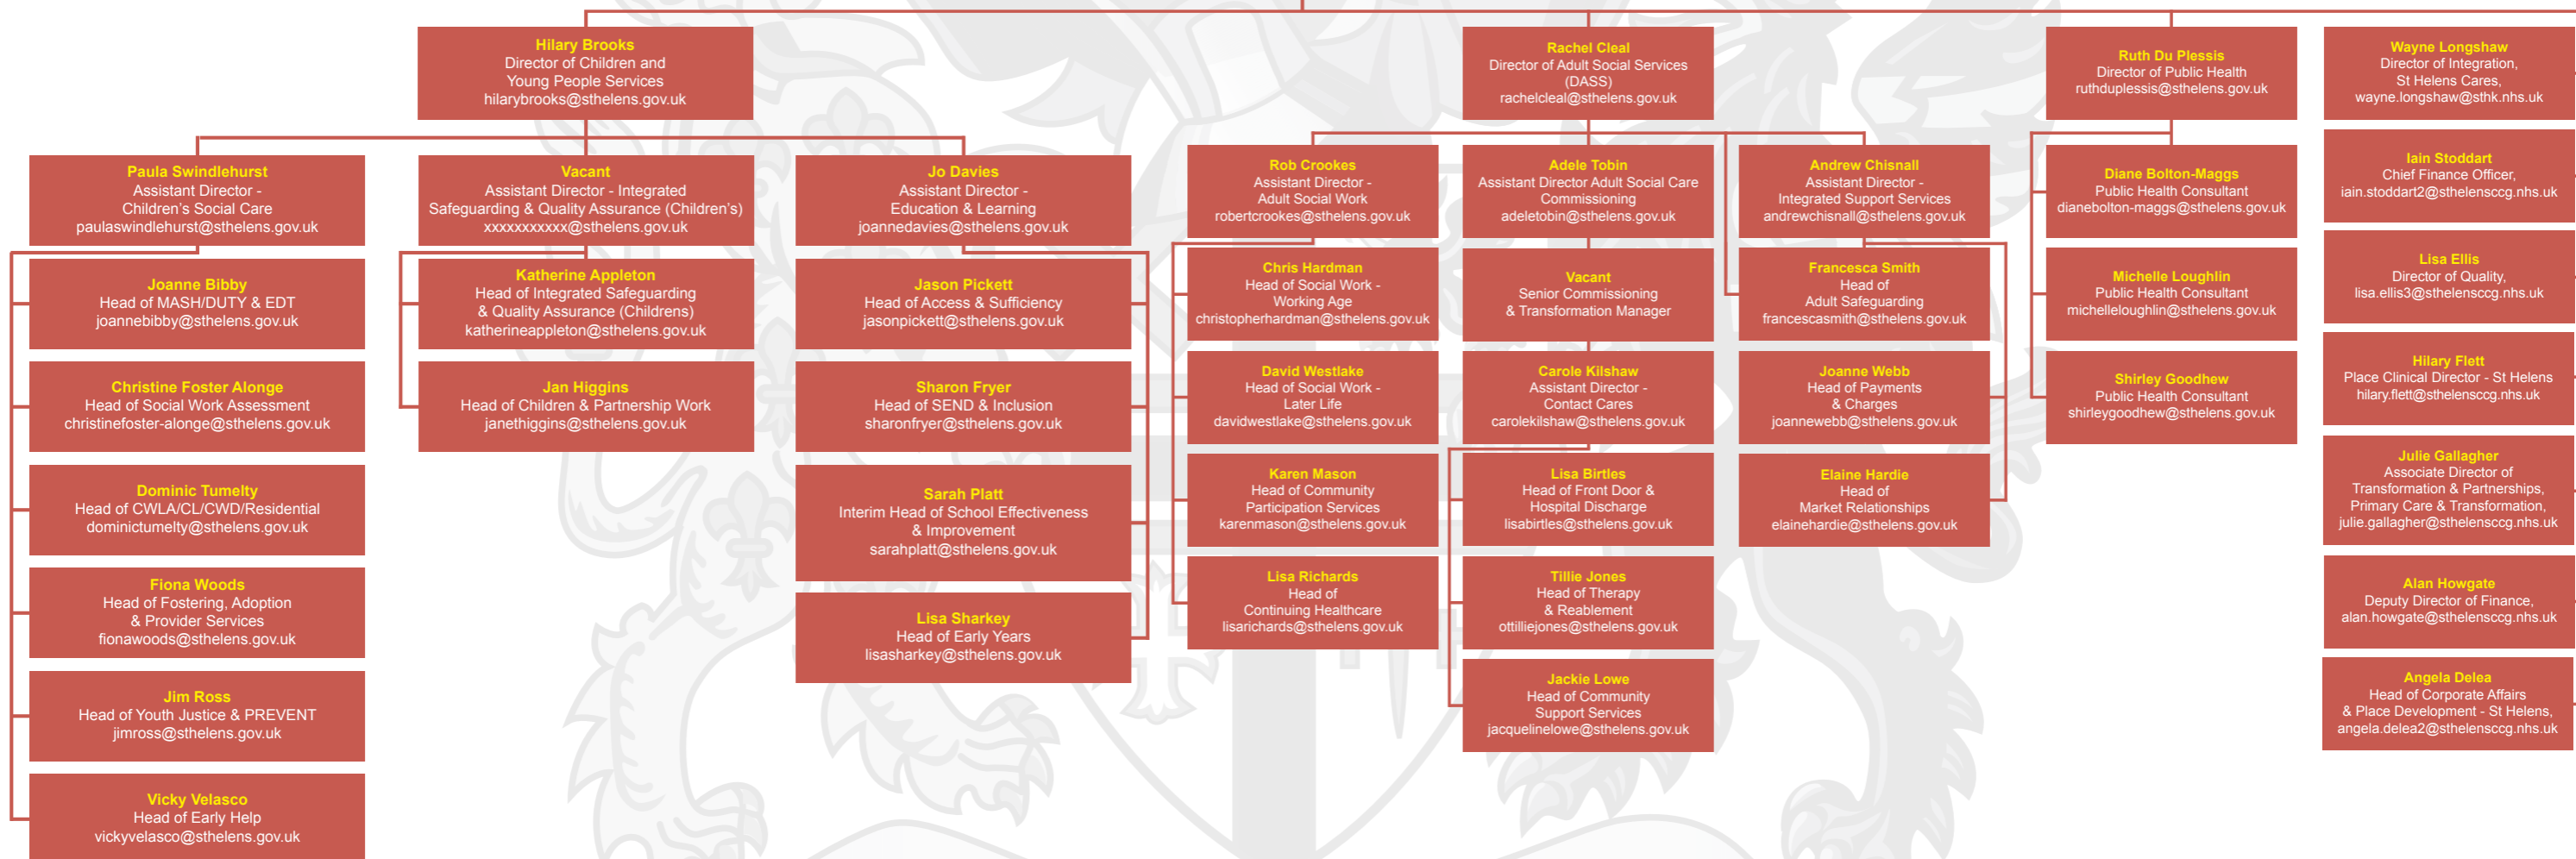 Hilary Brooks
Director of Children and
Young People Services
hilarybrooks@sthelens.gov.uk
Rachel Cleal
Director of Adult Social Services
(DASS)
rachelcleal@sthelens.gov.uk
Ruth Du Plessis
Director of Public Health
ruthduplessis@sthelens.gov.uk
Wayne Longshaw
Director of Integration,
St Helens Cares,
wayne.longshaw@sthk.nhs.uk
Paula Swindlehurst
Assistant Director -
Children's Social Care
paulaswindlehurst@sthelens.gov.uk
Joanne Bibby
Head of MASH/DUTY & EDT
joannebibby@sthelens.gov.uk
Christine Foster Alonge
Head of Social Work Assessment
christinefoster-alonge@sthelens.gov.uk
Dominic Tumelty
Head of CWLA/CL/CWD/Residential
dominictumelty@sthelens.gov.uk
Fiona Woods
Head of Fostering, Adoption
& Provider Services
fionawoods@sthelens.gov.uk
Jim Ross
Head of Youth Justice & PREVENT
jimross@sthelens.gov.uk
Vicky Velasco
Head of Early Help
vickyvelasco@sthelens.gov.uk
Vacant
Assistant Director - Integrated
Safeguarding & Quality Assurance (Children's)
xxxxxxxxxxx@sthelens.gov.uk
Katherine Appleton
Head of Integrated Safeguarding
& Quality Assurance (Childrens)
katherineappleton@sthelens.gov.uk
Jan Higgins
Head of Children & Partnership Work
janethiggins@sthelens.gov.uk
Jo Davies
Assistant Director -
Education & Learning
joannedavies@sthelens.gov.uk
Jason Pickett
Head of Access & Sufficiency
jasonpickett@sthelens.gov.uk
Sharon Fryer
Head of SEND & Inclusion
sharonfryer@sthelens.gov.uk
Sarah Platt
Interim Head of School Effectiveness
& Improvement
sarahplatt@sthelens.gov.uk
Lisa Sharkey
Head of Early Years
lisasharkey@sthelens.gov.uk
Rob Crookes
Assistant Director -
Adult Social Work
robertcrookes@sthelens.gov.uk
Chris Hardman
Head of Social Work -
Working Age
christopherhardman@sthelens.gov.uk
David Westlake
Head of Social Work -
Later Life
davidwestlake@sthelens.gov.uk
Karen Mason
Head of Community
Participation Services
karenmason@sthelens.gov.uk
Lisa Richards
Head of
Continuing Healthcare
lisarichards@sthelens.gov.uk
Adele Tobin
Assistant Director Adult Social Care
Commissioning
adeletobin@sthelens.gov.uk
Vacant
Senior Commissioning
& Transformation Manager
Carole Kilshaw
Assistant Director -
Contact Cares
carolekilshaw@sthelens.gov.uk
Lisa Birtles
Head of Front Door &
Hospital Discharge
lisabirtles@sthelens.gov.uk
Tillie Jones
Head of Therapy
& Reablement
ottilliejones@sthelens.gov.uk
Jackie Lowe
Head of Community
Support Services
jacquelinelowe@sthelens.gov.uk
Andrew Chisnall
Assistant Director -
Integrated Support Services
andrewchisnall@sthelens.gov.uk
Francesca Smith
Head of
Adult Safeguarding
francescasmith@sthelens.gov.uk
Joanne Webb
Head of Payments
& Charges
joannewebb@sthelens.gov.uk
Elaine Hardie
Head of
Market Relationships
elainehardie@sthelens.gov.uk
Diane Bolton-Maggs
Public Health Consultant
dianebolton-maggs@sthelens.gov.uk
Michelle Loughlin
Public Health Consultant
michelleloughlin@sthelens.gov.uk
Shirley Goodhew
Public Health Consultant
shirleygoodhew@sthelens.gov.uk
Iain Stoddart
Chief Finance Officer,
iain.stoddart2@sthelensccg.nhs.uk
Lisa Ellis
Director of Quality,
lisa.ellis3@sthelensccg.nhs.uk
Hilary Flett
Place Clinical Director - St Helens
hilary.flett@sthelensccg.nhs.uk
Julie Gallagher
Associate Director of
Transformation & Partnerships,
Primary Care & Transformation,
julie.gallagher@sthelensccg.nhs.uk
Alan Howgate
Deputy Director of Finance,
alan.howgate@sthelensccg.nhs.uk
Angela Delea
Head of Corporate Affairs
& Place Development - St Helens,
angela.delea2@sthelensccg.nhs.uk